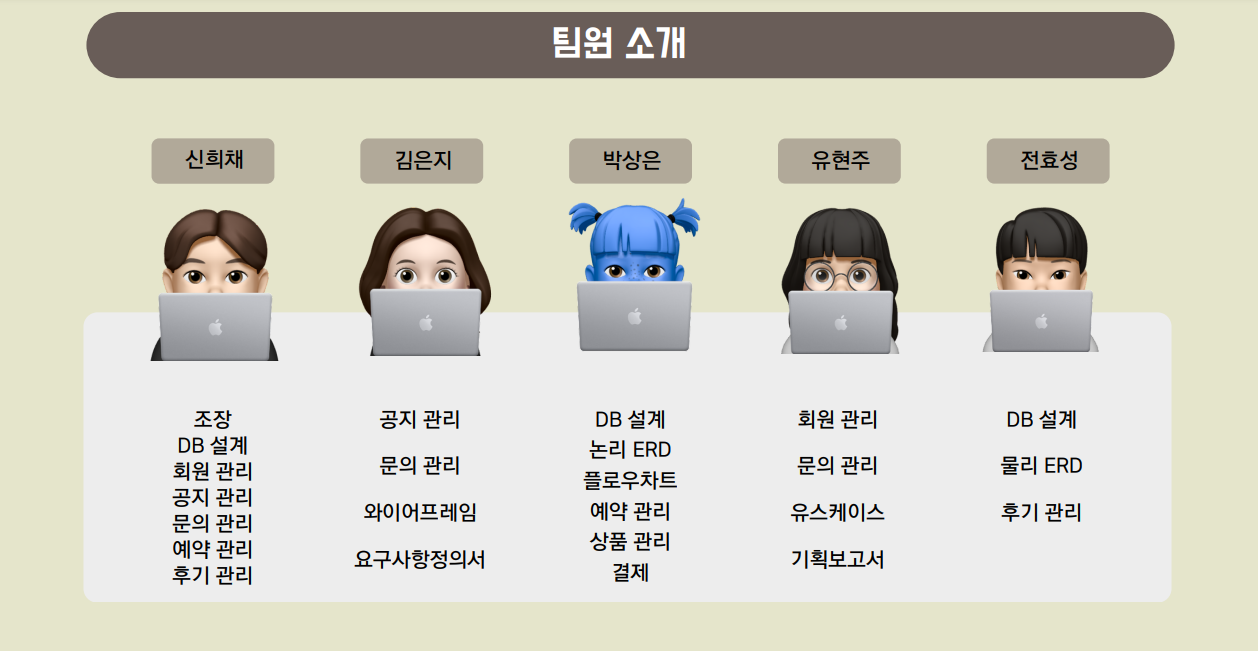 팀원 소개
신희채
김은지
박상은
유현주
전효성
조장
DB 설계
회원 관리
공지 관리
문의 관리
예약 관리
후기 관리
공지 관리
문의 관리
와이어프레임
요구사항정의서
DB 설계
논리 ERD
플로우차트
예약 관리
상품 관리
결제
회원 관리
문의 관리
유스케이스
기획보고서
DB 설계
물리 ERD
후기 관리